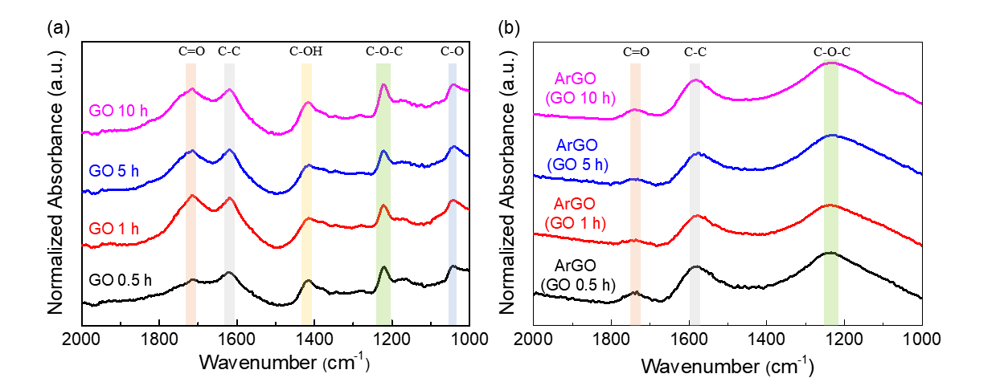 (a)
C=O C-C C-OH C-O-C C-O
GO 10 h
GO 5 h
GO 1 h
GO 0.5 h
Normalized Absorbance (a.u.)
2000 1800 1600 1400 1200 1000
Wavenumber (cm-1)
(b)
C=O C-C C-O-C
ArGO
(GO 10 h)
ArGO
(GO 5 h)
ArGO
(GO 1 h)
ArGO
(GO 0.5 h)
Normalized Absorbance (a.u.)
2000 1800 1600 1400 1200 1000
Wavenumber (cm-1)